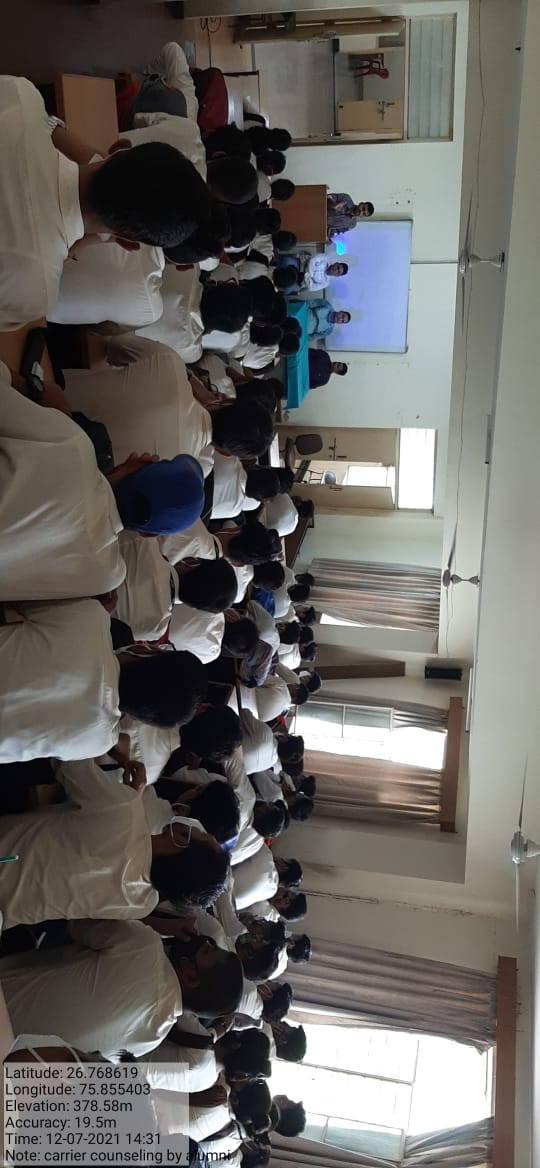 Latitude: 26.768619
Longitude: 75.855403
Elevation: 378.58m
Accuracy: 19.5m
Time: 12-07-2021 14:31
Note: carrier counseling by alumni